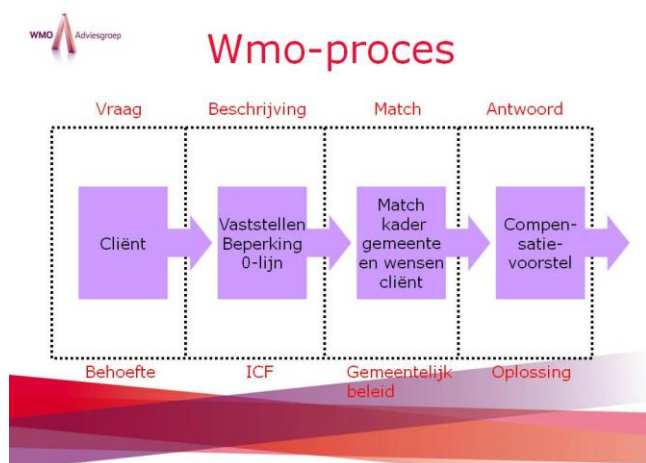 WMO Adviesgroep
Wmo-proces
Vraag
Beschrijving
Match
Antwoord
Cliënt
Vaststellen
Beperking
0-lijn
Match
kader
gemeente
en wensen
cliënt
Compen-
satie-
voorstel
Behoefte
ICF
Gemeentelijk
beleid
Oplossing